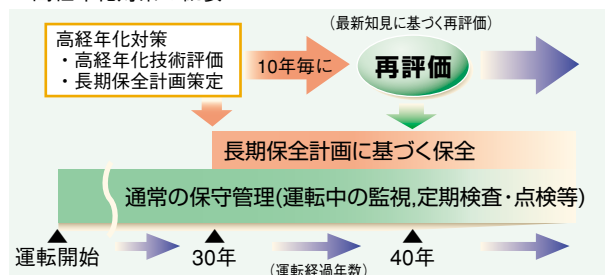 高経年化対策
・高経年化技術評価
・長期保全計画策定
10年毎に
(最新知見に基づく再評価)
再評価
長期保全計画に基づく保全
通常の保守管理(運転中の監視,定期検査・点検等)
運転開始
30年
(運転経過年数)
40年